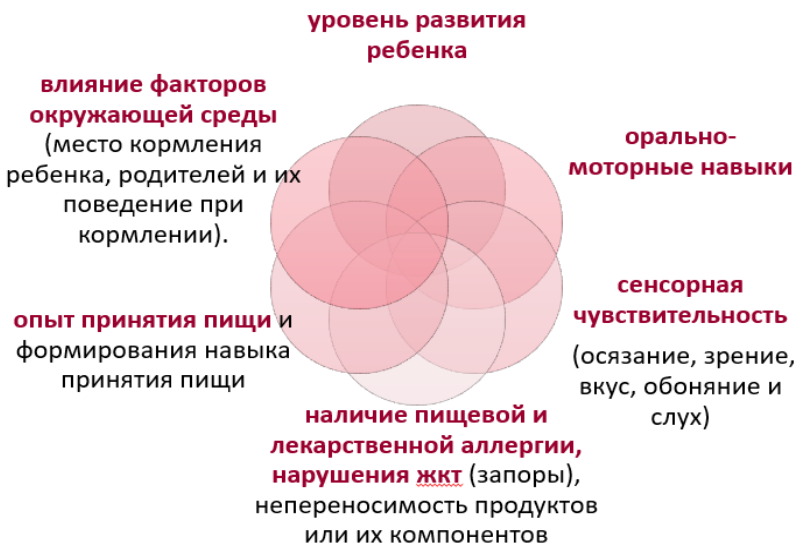 уровень развития
ребенка
влияние факторов
окружающей среды
(место кормления
ребенка, родителей и их
поведение при
кормлении).
орально-
моторные навыки
сенсорная
чувствительность
(осязание, зрение,
вкус, обоняние и
слух)
опыт принятия пищи и
формирования навыка
принятия пищи
наличие пищевой и
лекарственной аллергии,
нарушения жкт (запоры),
непереносимость продуктов
или их компонентов